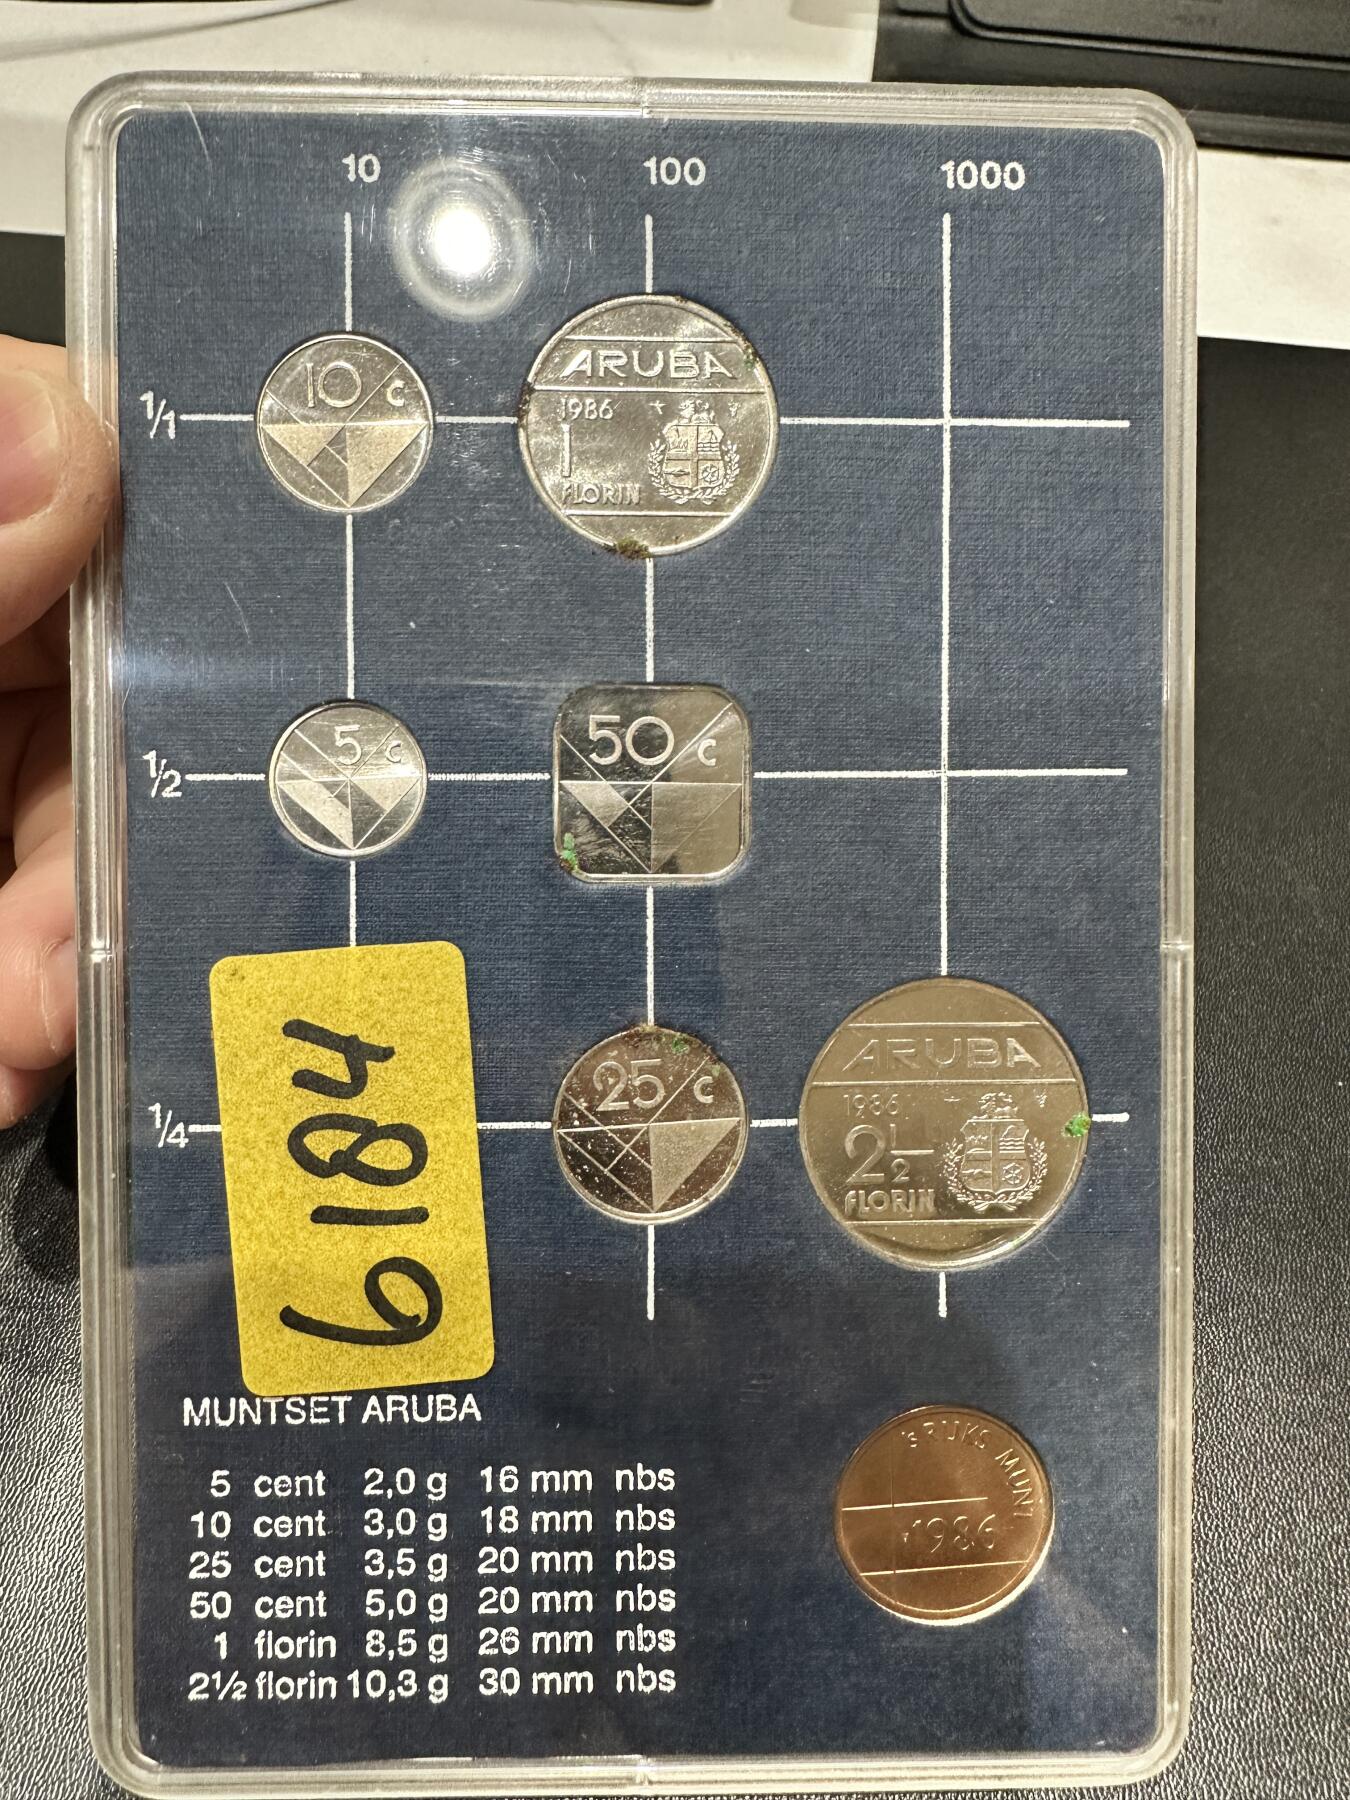 10 100 1000
1/1
10 c
ARUBA
1986
1
FLORIN
1/2
5 c
50 c
1/4
25 c
ARUBA
1986
2 1/2
FLORIN
6184
MUNTSET ARUBA
5 cent 2,0 g 16 mm nbs
10 cent 3,0 g 18 mm nbs
25 cent 3,5 g 20 mm nbs
50 cent 5,0 g 20 mm nbs
1 florin 8,5 g 26 mm nbs
2½ florin 10,3 g 30 mm nbs
's RIJKS MUNT
1986